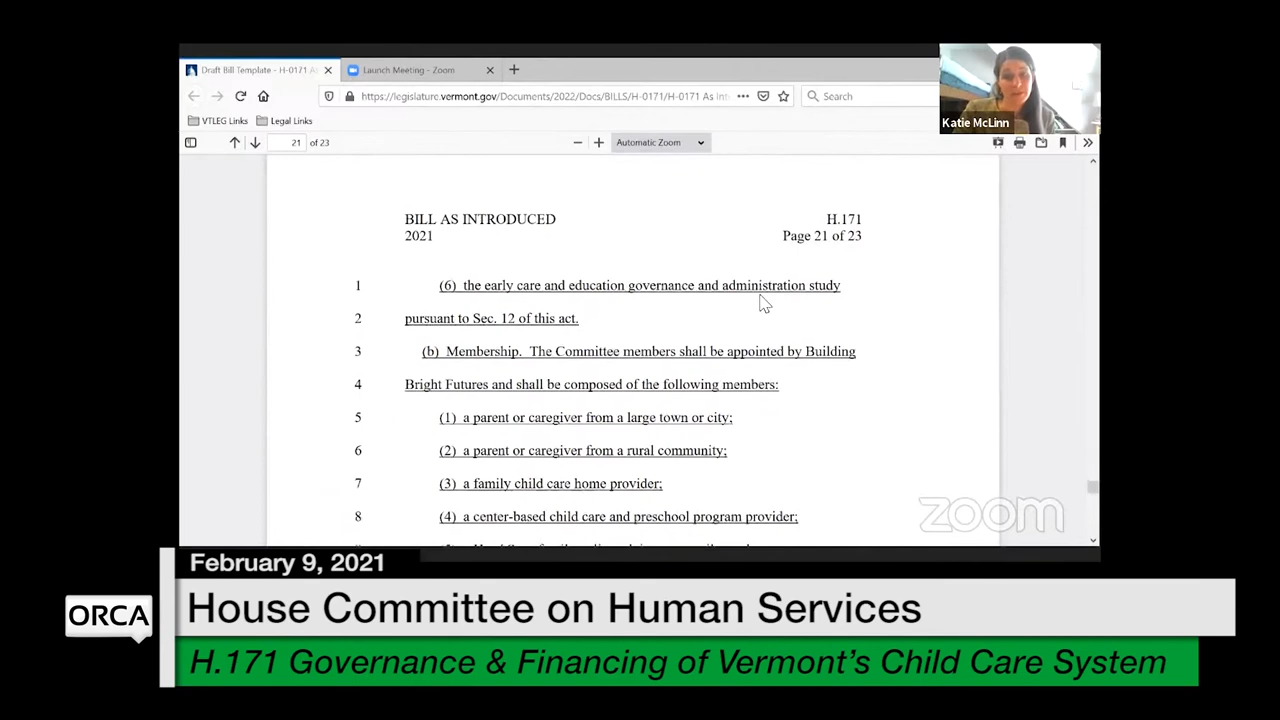 Draft Bill Template - H-0171 As
Launch Meeting - Zoom
https://legislature.vermont.gov/Documents/2022/Docs/BILLS/H-0171/H-0171 As Int
Search
VTLEG Links
Legal Links
Katie McLinn
21 of 23
Automatic Zoom
BILL AS INTRODUCED H.171
2021 Page 21 of 23
1 (6) the early care and education governance and administration study
2 pursuant to Sec. 12 of this act.
3 (b) Membership. The Committee members shall be appointed by Building
4 Bright Futures and shall be composed of the following members:
5 (1) a parent or caregiver from a large town or city;
6 (2) a parent or caregiver from a rural community;
7 (3) a family child care home provider;
8 (4) a center-based child care and preschool program provider;
zoom
February 9, 2021
ORCA
House Committee on Human Services
H.171 Governance & Financing of Vermont's Child Care System